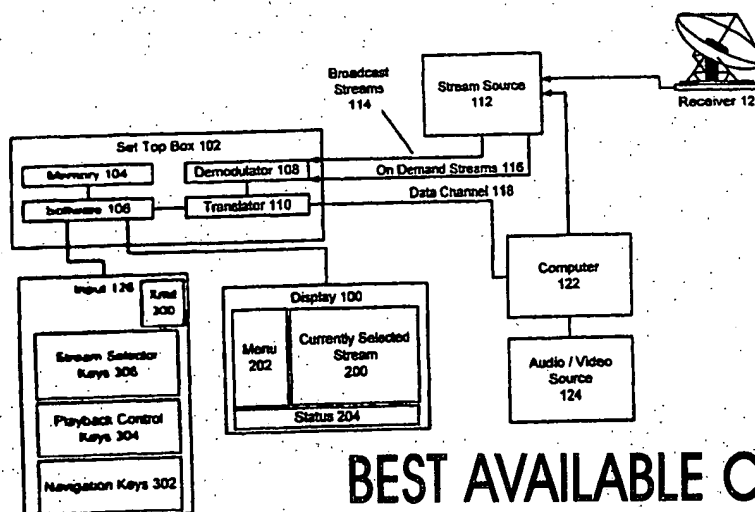 Broadcast
Streams
114
Stream Source
112
Receiver 12
Set Top Box 102
Memory 104
Demodulator 108
On Demand Streams 116
Data Channel 118
Software 106
Translator 110
Input 126
Xmit
300
Display 100
Computer
122
Menu
202
Currently Selected
Stream
200
Stream Selector
Keys 306
Audio / Video
Source
124
Status 204
Playback Control
Keys 304
Navigation Keys 302
BEST AVAILABLE C